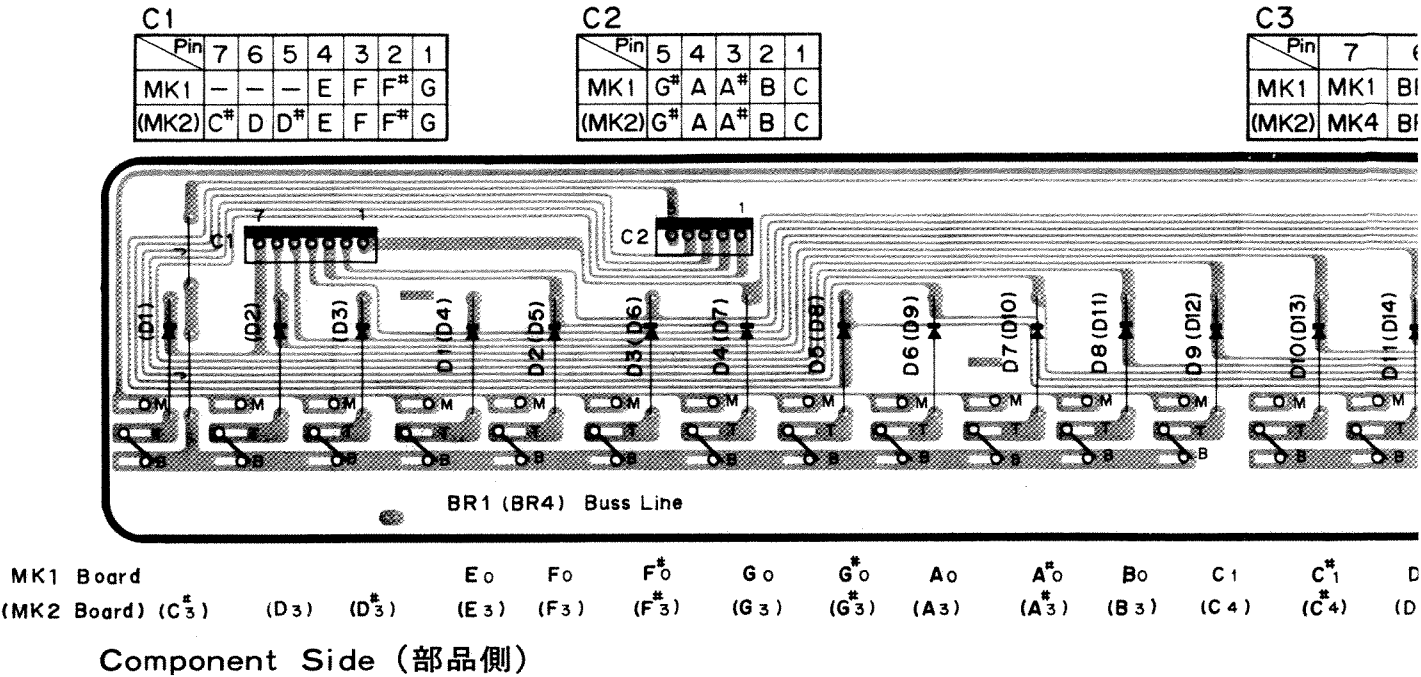 C1 C2 C3
Pin 7 6 5 4 3 2 1
MK1 - - - E F F# G
(MK2) C# D D# E F F# G
Pin 5 4 3 2 1
MK1 G# A A# B C
(MK2) G# A A# B C
Pin 7
MK1 MK1
(MK2) MK4
7 1
C1
1
C2
J
J
(D1) (D2) (D3) D1(D4) D2(D5) D3(D6) D4(D7) D5(D8) D6(D9) D7(D10) D8(D11) D9(D12) D10(D13) D11(D14)
M M M M M M M M M M M M M M
T T T T T T T T T T T T T T
B B B B B B B B B B B B B B
BR1 (BR4) Buss Line
MK1 Board E0 F0 F#0 G0 G#0 A0 A#0 B0 C1 C#1 D
(MK2 Board) (C#3) (D3) (D#3) (E3) (F3) (F#3) (G3) (G#3) (A3) (A#3) (B3) (C4) (C#4) (D
Component Side (部品側)